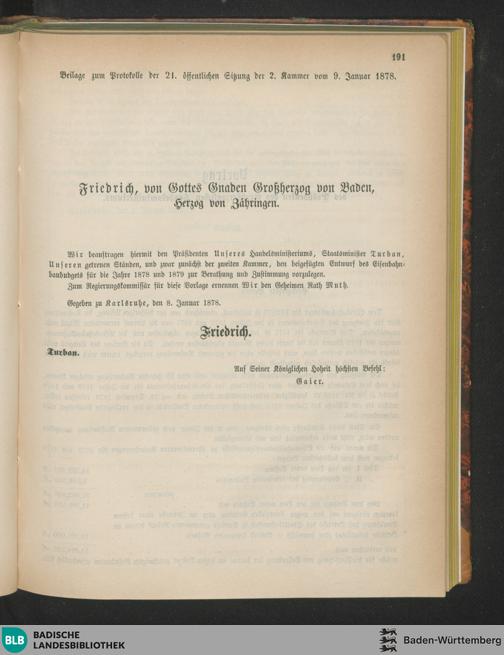 191
Beilage zum Protokolle der 21. öffentlichen Sitzung der 2. Kammer vom 9. Januar 1878.
Friedrich, von Gottes Gnaden Großherzog von Baden,
Herzog von Zähringen.
Wir beauftragen hiermit den Präsidenten Unseres Handelsministeriums, Staatsminister Turban,
Unseren getreuen Ständen, und zwar zunächst der zweiten Kammer, den beigefügten Entwurf des Eisenbahn-
baubudgets für die Jahre 1878 und 1879 zur Berathung und Zustimmung vorzulegen.
Zum Regierungskommissär für diese Vorlage ernennen Wir den Geheimen Rath Muth.
Gegeben zu Karlsruhe, den 8. Januar 1878.
Friedrich.
Turban.
Auf Seiner Königlichen Hoheit höchsten Befehl:
Gaier.
BLB BADISCHE
LANDESBIBLIOTHEK
Baden-Württemberg